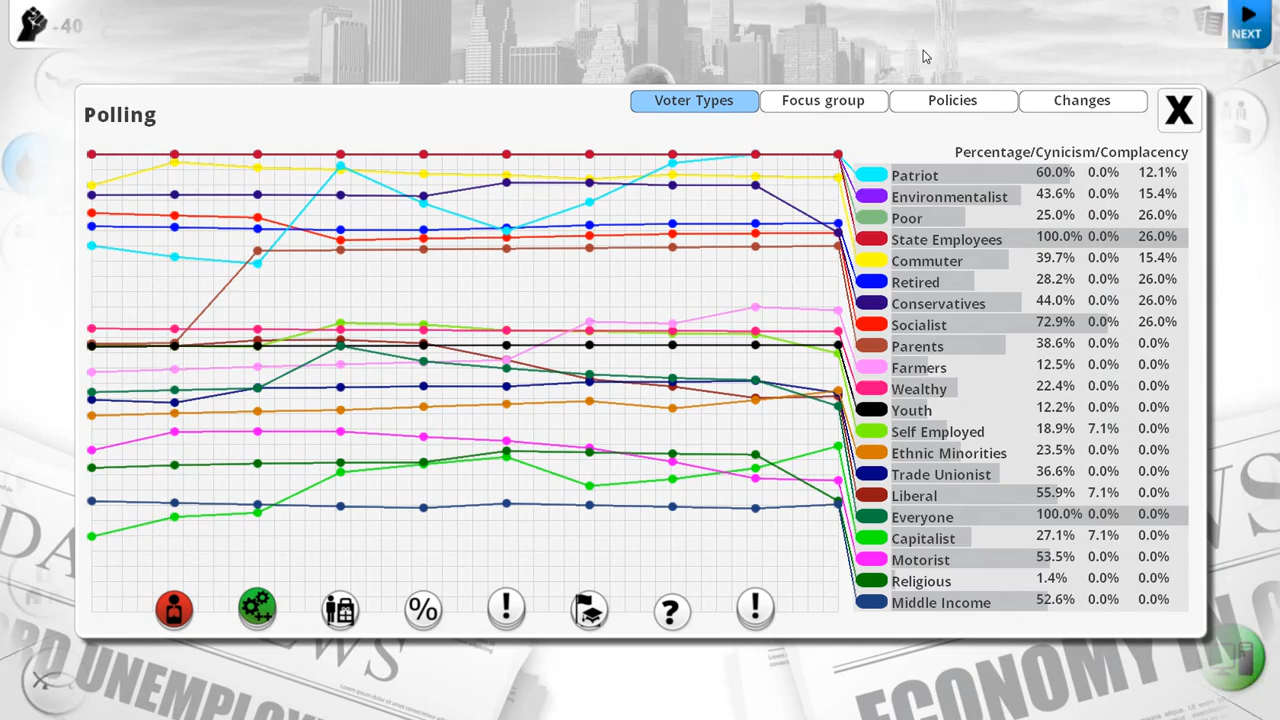 -40
NEXT
Polling
Voter Types
Focus group
Policies
Changes
X
Percentage/Cynicism/Complacency
Patriot 60.0% 0.0% 12.1%
Environmentalist 43.6% 0.0% 15.4%
Poor 25.0% 0.0% 26.0%
State Employees 100.0% 0.0% 26.0%
Commuter 39.7% 0.0% 15.4%
Retired 28.2% 0.0% 26.0%
Conservatives 44.0% 0.0% 26.0%
Socialist 72.9% 0.0% 26.0%
Parents 38.6% 0.0% 0.0%
Farmers 12.5% 0.0% 0.0%
Wealthy 22.4% 0.0% 0.0%
Youth 12.2% 0.0% 0.0%
Self Employed 18.9% 7.1% 0.0%
Ethnic Minorities 23.5% 0.0% 0.0%
Trade Unionist 36.6% 0.0% 0.0%
Liberal 55.9% 7.1% 0.0%
Everyone 100.0% 0.0% 0.0%
Capitalist 27.1% 7.1% 0.0%
Motorist 53.5% 0.0% 0.0%
Religious 1.4% 0.0% 0.0%
Middle Income 52.6% 0.0% 0.0%
% ! ? !
NEWS
ECONOMY